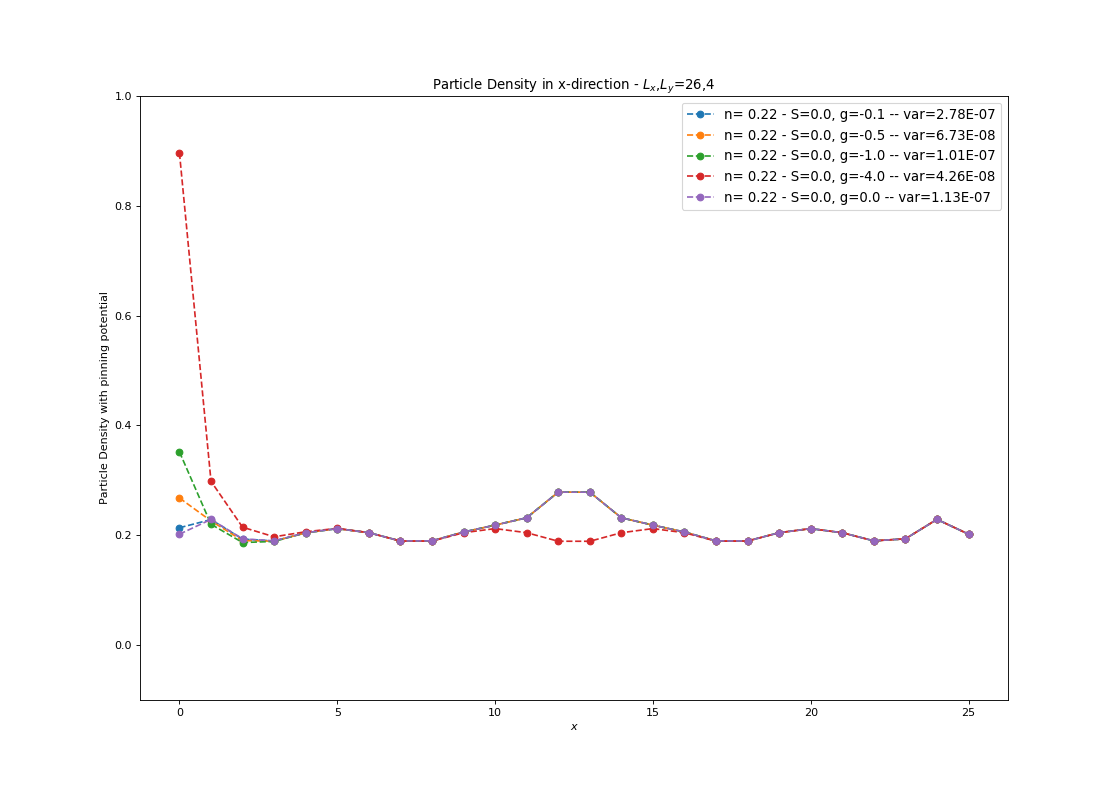 Particle Density in x-direction - Lx,Ly=26,4
1.0
0.8
0.6
0.4
0.2
0.0
Particle Density with pinning potential
n= 0.22 - S=0.0, g=-0.1 -- var=2.78E-07
n= 0.22 - S=0.0, g=-0.5 -- var=6.73E-08
n= 0.22 - S=0.0, g=-1.0 -- var=1.01E-07
n= 0.22 - S=0.0, g=-4.0 -- var=4.26E-08
n= 0.22 - S=0.0, g=0.0 -- var=1.13E-07
0 5 10 15 20 25
x